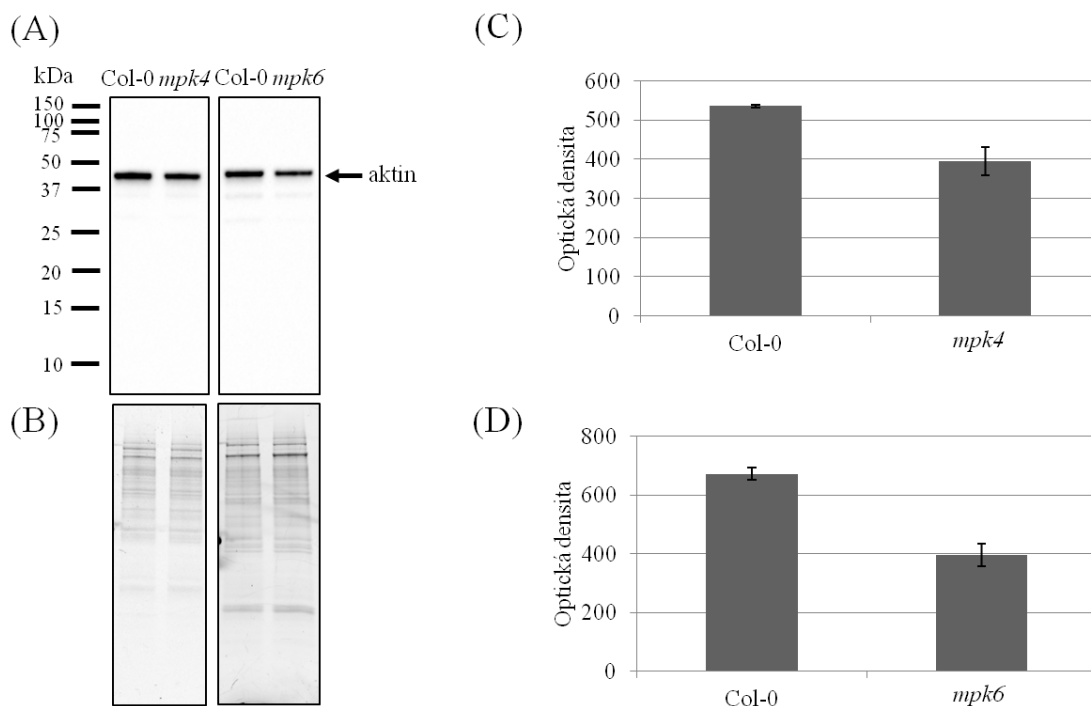 (A)
kDa Col-0 mpk4 Col-0 mpk6
150
100
75
50
37
25
20
15
10
aktin
(B)
(C)
Optická densita
600
500
400
300
200
100
0
Col-0 mpk4
(D)
Optická densita
800
600
400
200
0
Col-0 mpk6